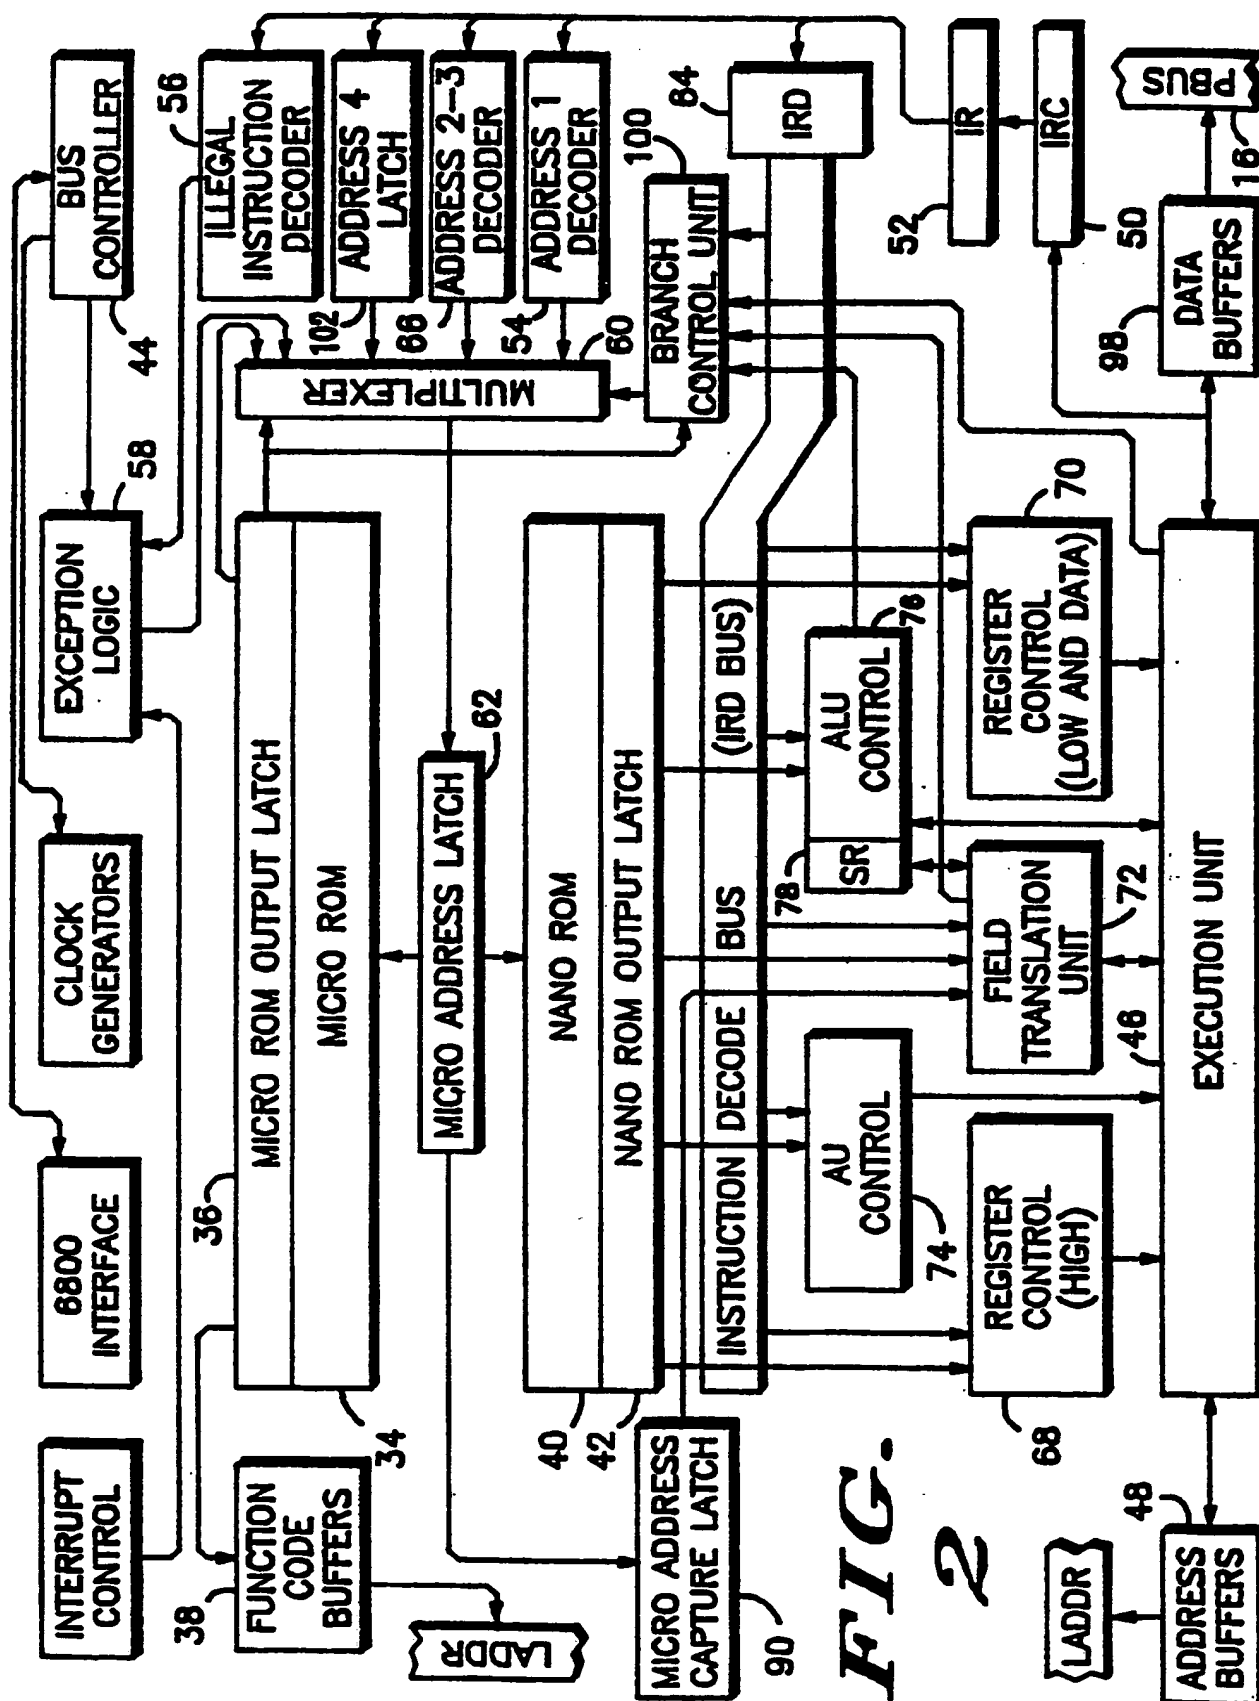 INTERRUPT
CONTROL
6800
INTERFACE
CLOCK
GENERATORS
EXCEPTION
LOGIC
58
BUS
CONTROLLER
44
56
38
FUNCTION
CODE
BUFFERS
36
MICRO ROM OUTPUT LATCH
MICRO ROM
34
ILLEGAL
INSTRUCTION
DECODER
102
ADDRESS 4
LATCH
66
ADDRESS 2-3
DECODER
54
ADDRESS 1
DECODER
MULTIPLEXER
60
LADDR
MICRO ADDRESS LATCH
62
40
NANO ROM
42
NANO ROM OUTPUT LATCH
100
BRANCH
CONTROL UNIT
64
IRD
MICRO ADDRESS
CAPTURE LATCH
90
INSTRUCTION DECODE BUS (IRD BUS)
AU
CONTROL
74
78
SR
ALU
CONTROL
76
52
IR
IRC
50
68
REGISTER
CONTROL
(HIGH)
FIELD
TRANSLATION
UNIT
72
REGISTER
CONTROL
(LOW AND DATA)
70
46
EXECUTION UNIT
LADDR
48
ADDRESS
BUFFERS
98
DATA
BUFFERS
16
PBUS
FIG.
2